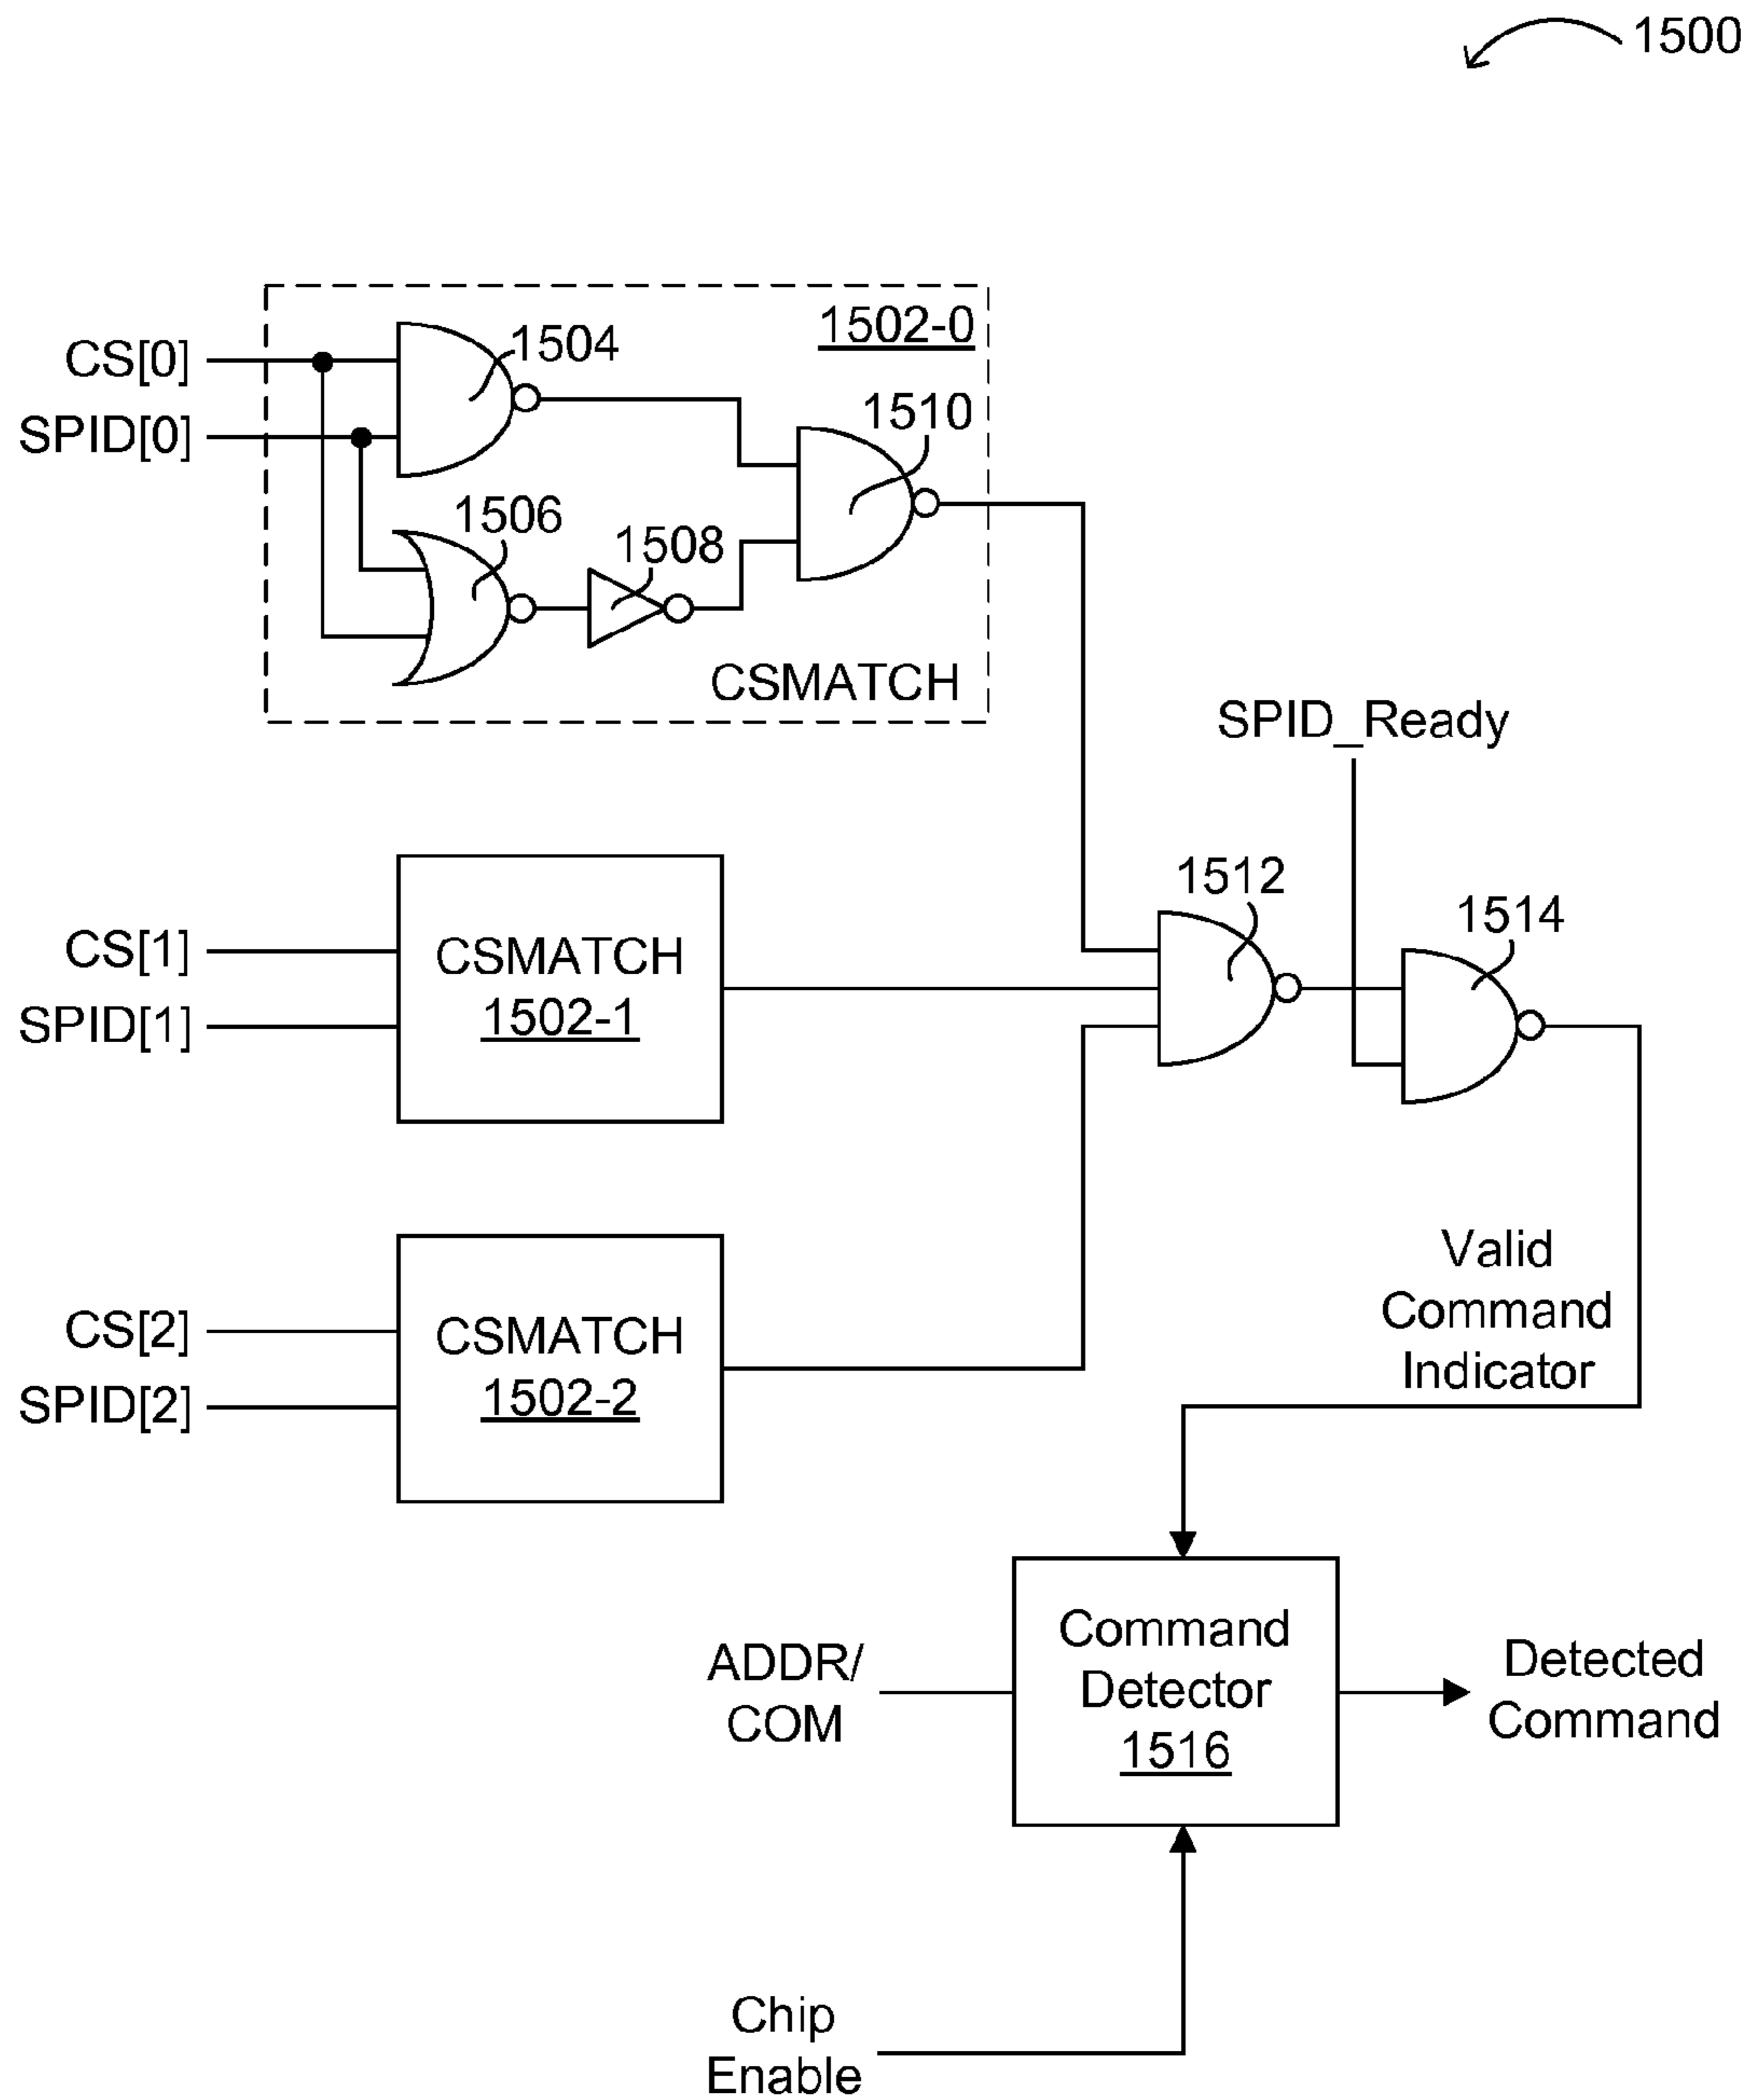 1500
CS[0]
SPID[0]
1504
1502-0
1510
1506
1508
CSMATCH
SPID_Ready
CS[1]
SPID[1]
CSMATCH
1502-1
1512
1514
CS[2]
SPID[2]
CSMATCH
1502-2
Valid
Command
Indicator
ADDR/
COM
Command
Detector
1516
Detected
Command
Chip
Enable